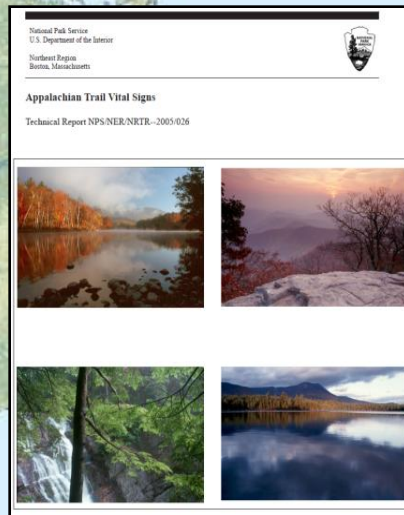 National Park Service
U.S. Department of the Interior
Northeast Region
Boston, Massachusetts
Appalachian Trail Vital Signs
Technical Report NPS/NER/NRTR--2005/026